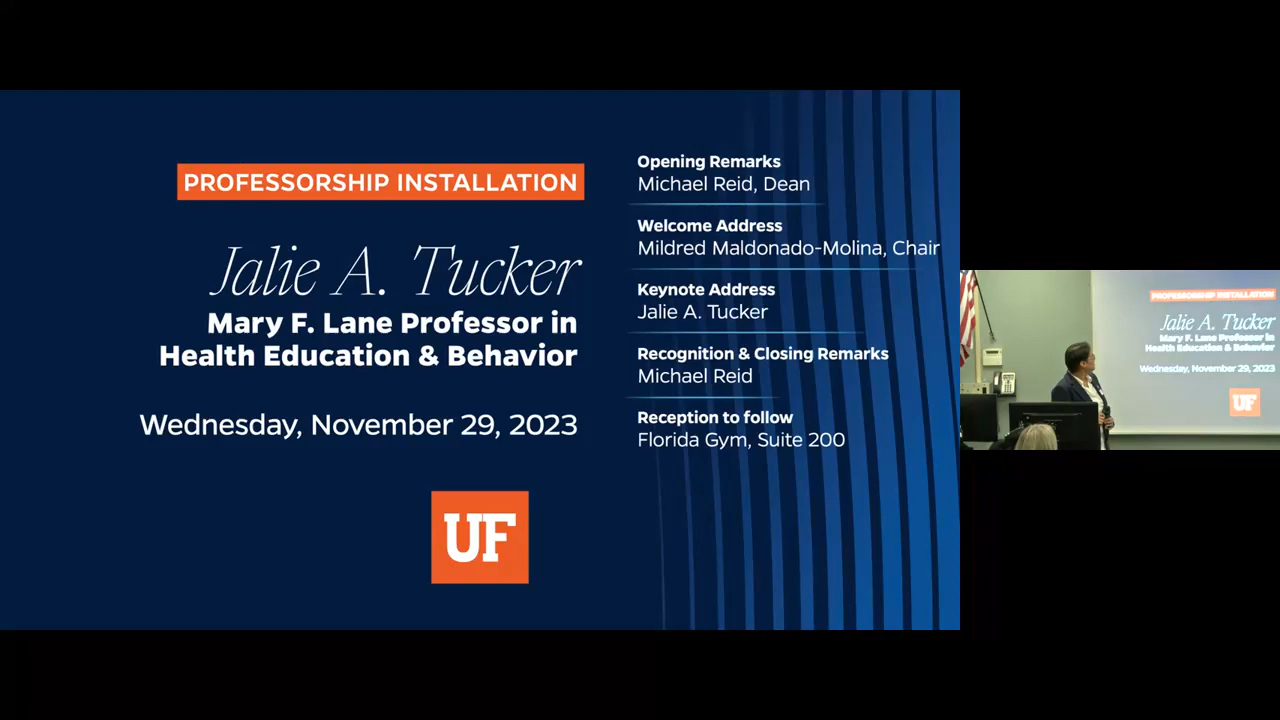 PROFESSORSHIP INSTALLATION
Jalie A. Tucker
Mary F. Lane Professor in
Health Education & Behavior
Wednesday, November 29, 2023
UF
Opening Remarks
Michael Reid, Dean
Welcome Address
Mildred Maldonado-Molina, Chair
Keynote Address
Jalie A. Tucker
Recognition & Closing Remarks
Michael Reid
Reception to follow
Florida Gym, Suite 200
PROFESSORSHIP INSTALLATION
Jalie A. Tucker
Mary F. Lane Professor in
Health Education & Behavior
Wednesday, November 29, 2023
UF